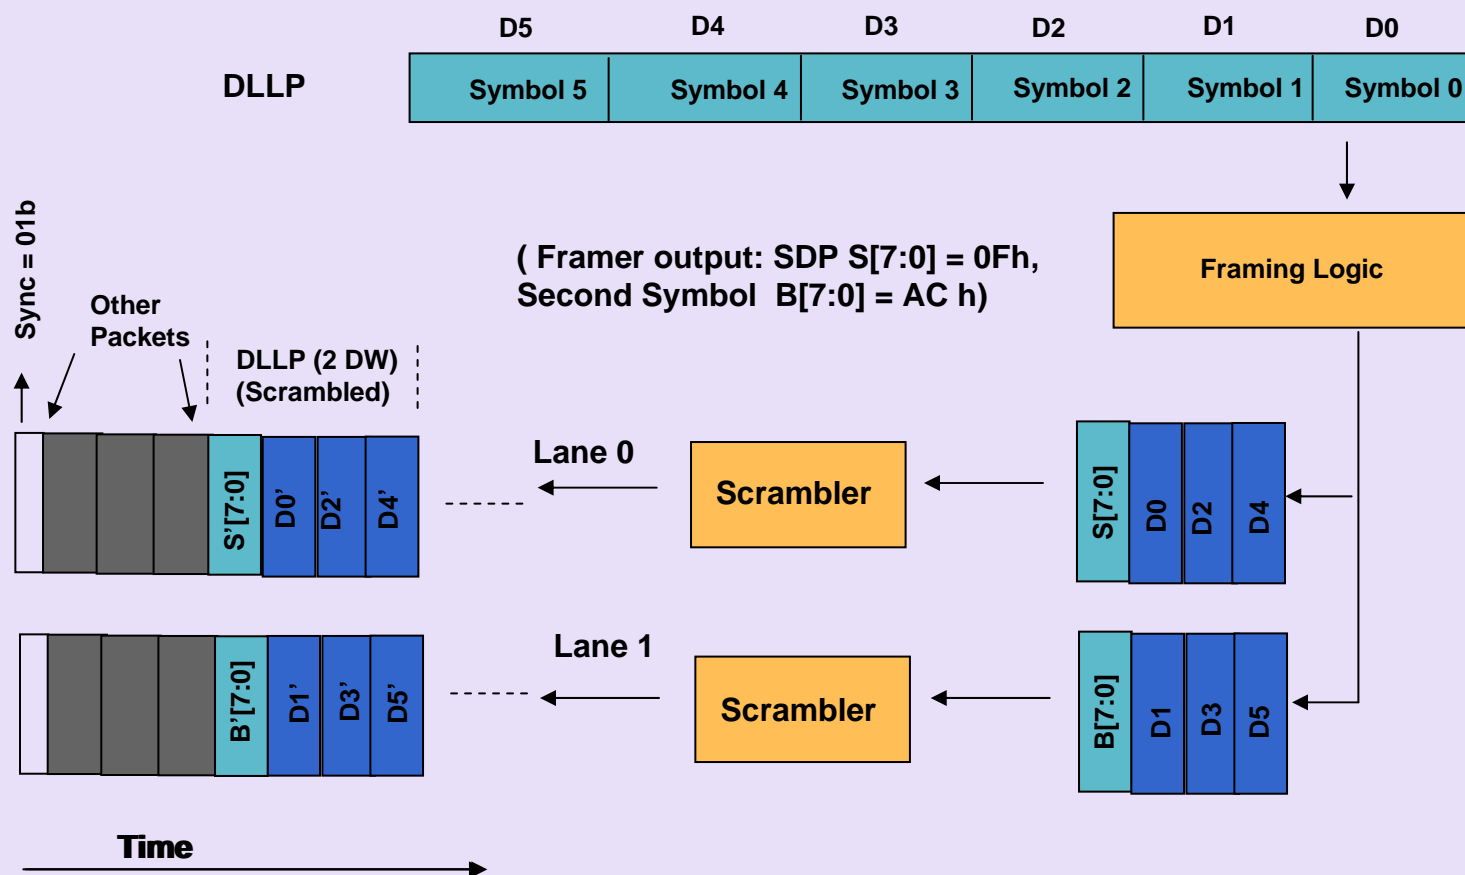 D5 D4 D3 D2 D1 D0
DLLP
Symbol 5 Symbol 4 Symbol 3 Symbol 2 Symbol 1 Symbol 0
Sync = 01b
Other
Packets
( Framer output: SDP S[7:0] = 0Fh,
Second Symbol B[7:0] = AC h)
Framing Logic
DLLP (2 DW)
(Scrambled)
S'[7:0] D0' D2' D4'
Lane 0
Scrambler
S[7:0] D0 D2 D4
B'[7:0] D1' D3' D5'
Lane 1
Scrambler
B[7:0] D1 D3 D5
Time